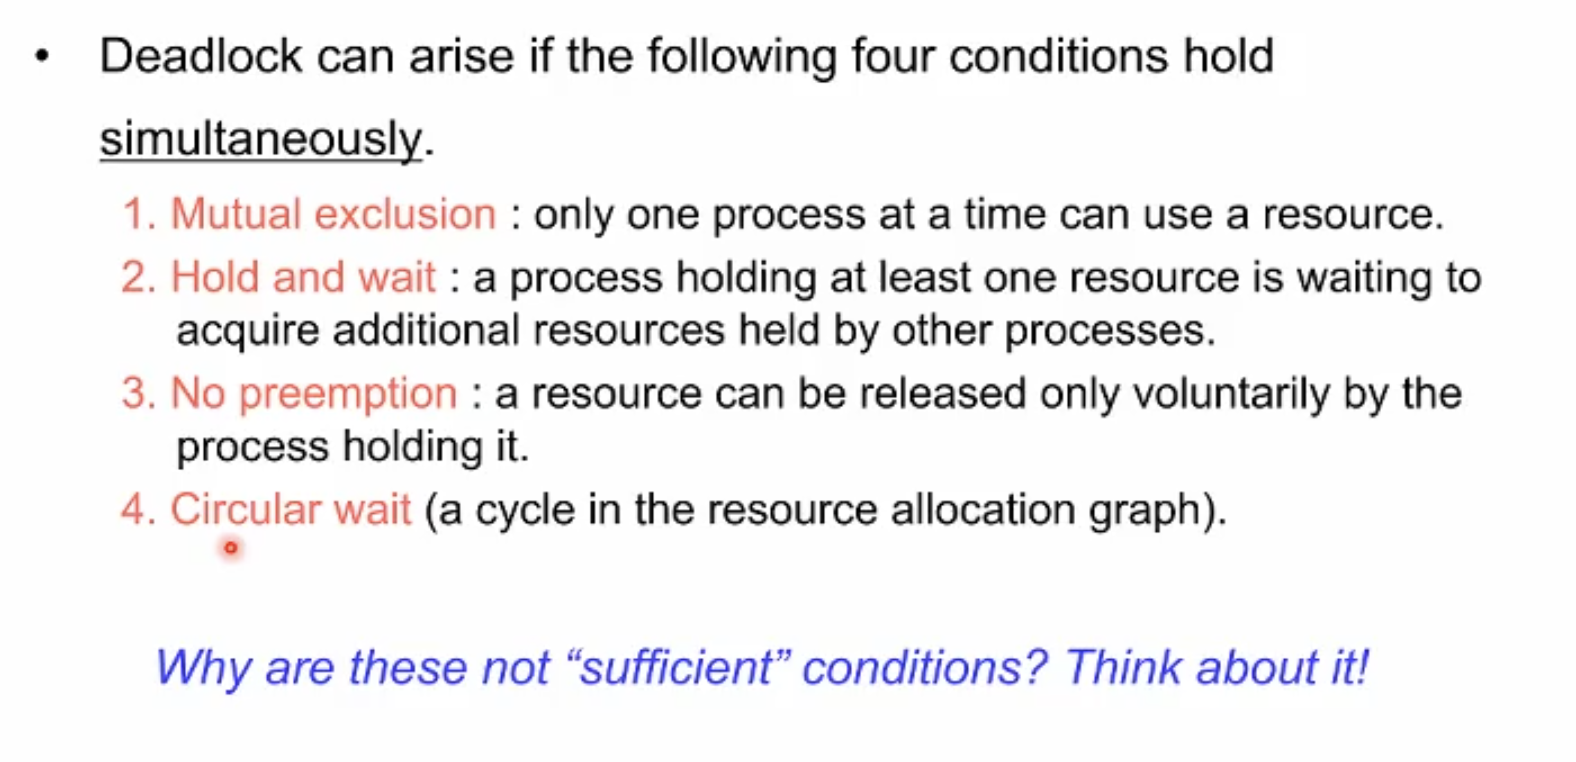 • Deadlock can arise if the following four conditions hold
simultaneously.
1. Mutual exclusion : only one process at a time can use a resource.
2. Hold and wait : a process holding at least one resource is waiting to
acquire additional resources held by other processes.
3. No preemption : a resource can be released only voluntarily by the
process holding it.
4. Circular wait (a cycle in the resource allocation graph).
Why are these not “sufficient” conditions? Think about it!